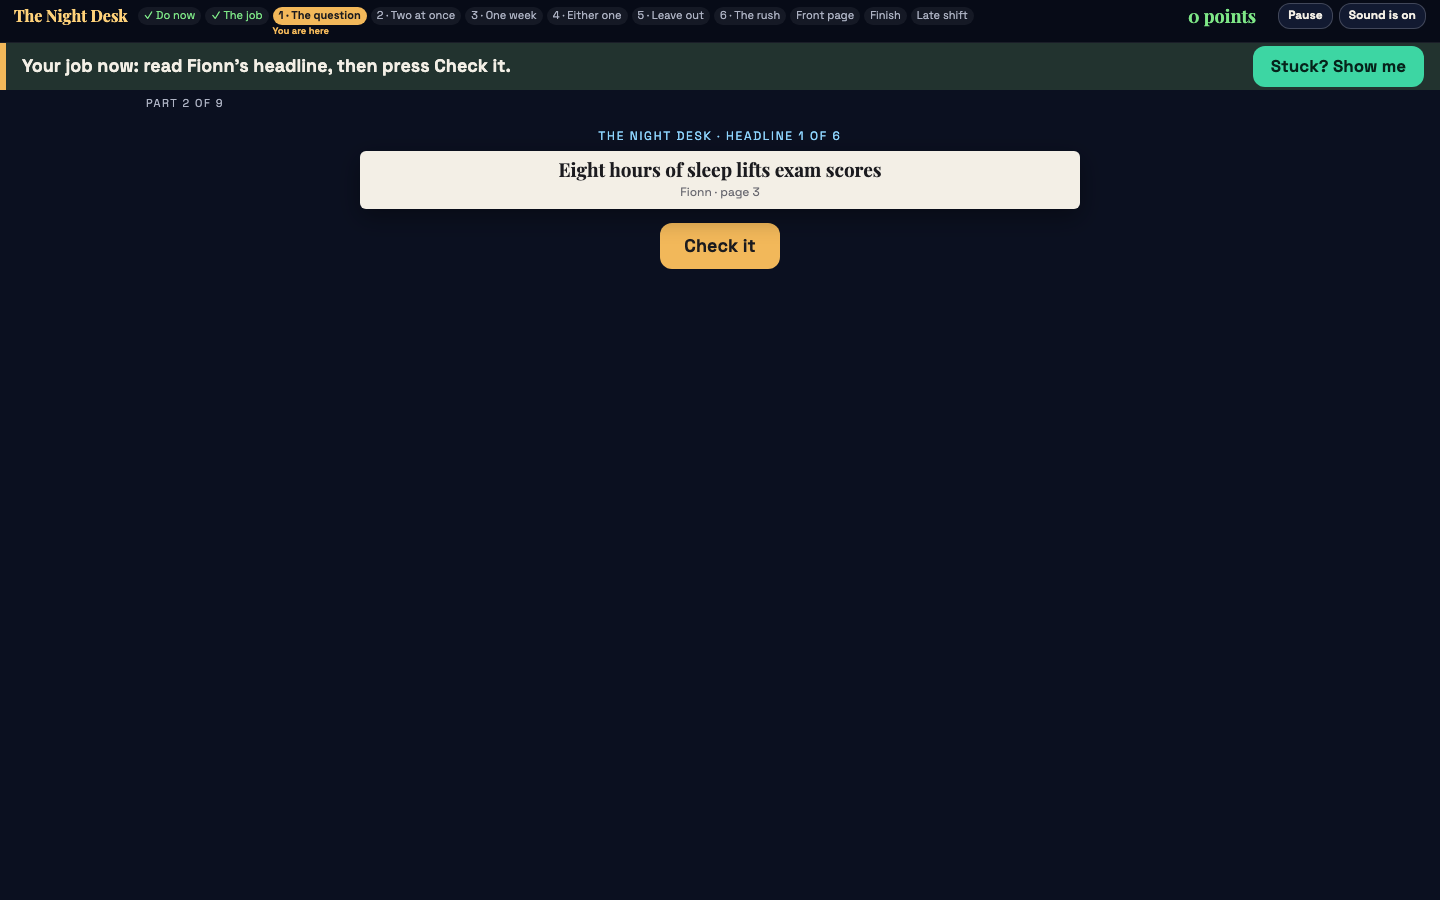 The Night Desk ✓ Do now ✓ The job 1 · The question 2 · Two at once 3 · One week 4 · Either one 5 · Leave out 6 · The rush Front page Finish Late shift 0 points Pause Sound is on
You are here
Your job now: read Fionn's headline, then press Check it. Stuck? Show me
PART 2 OF 9
THE NIGHT DESK · HEADLINE 1 OF 6
Eight hours of sleep lifts exam scores
Fionn · page 3
Check it